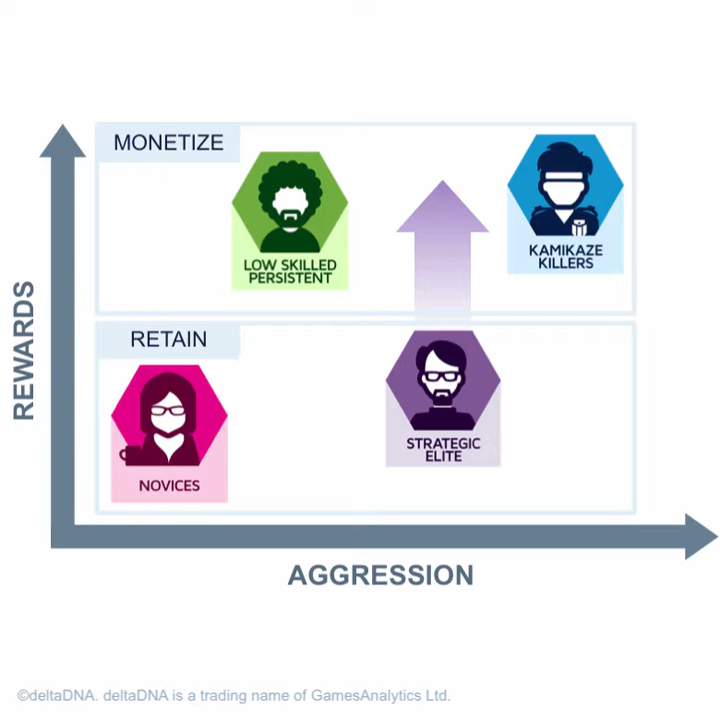 MONETIZE
LOW SKILLED
PERSISTENT
KAMIKAZE
KILLERS
RETAIN
NOVICES
STRATEGIC
ELITE
REWARDS
AGGRESSION
©deltaDNA. deltaDNA is a trading name of GamesAnalytics Ltd.